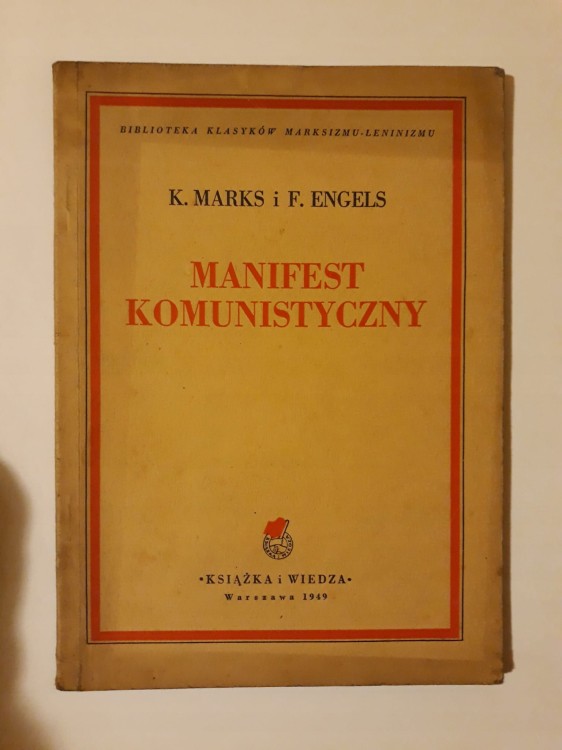 BIBLIOTEKA KLASYKÓW MARKSIZMU-LENINIZMU
K. MARKS i F. ENGELS
MANIFEST
KOMUNISTYCZNY
•KSIĄŻKA i WIEDZA•
Warszawa 1949